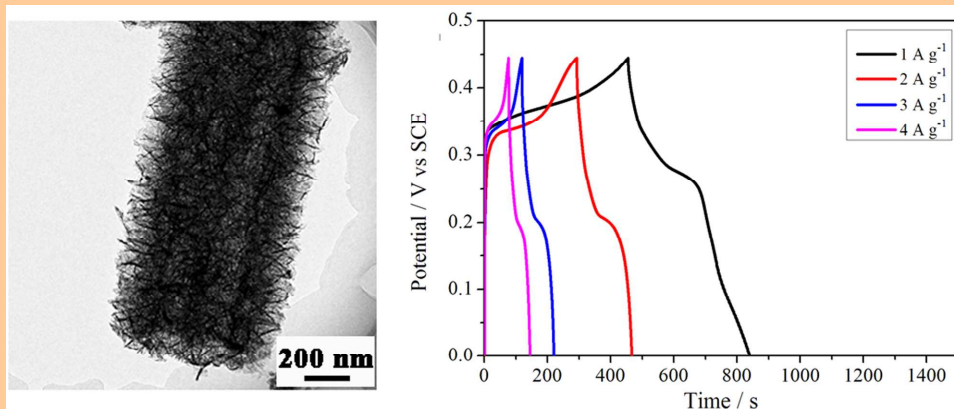 200 nm
Potential / V vs SCE
0.5
0.4
0.3
0.2
0.1
0.0
0 200 400 600 800 1000 1200 1400
Time / s
1 A g⁻¹
2 A g⁻¹
3 A g⁻¹
4 A g⁻¹